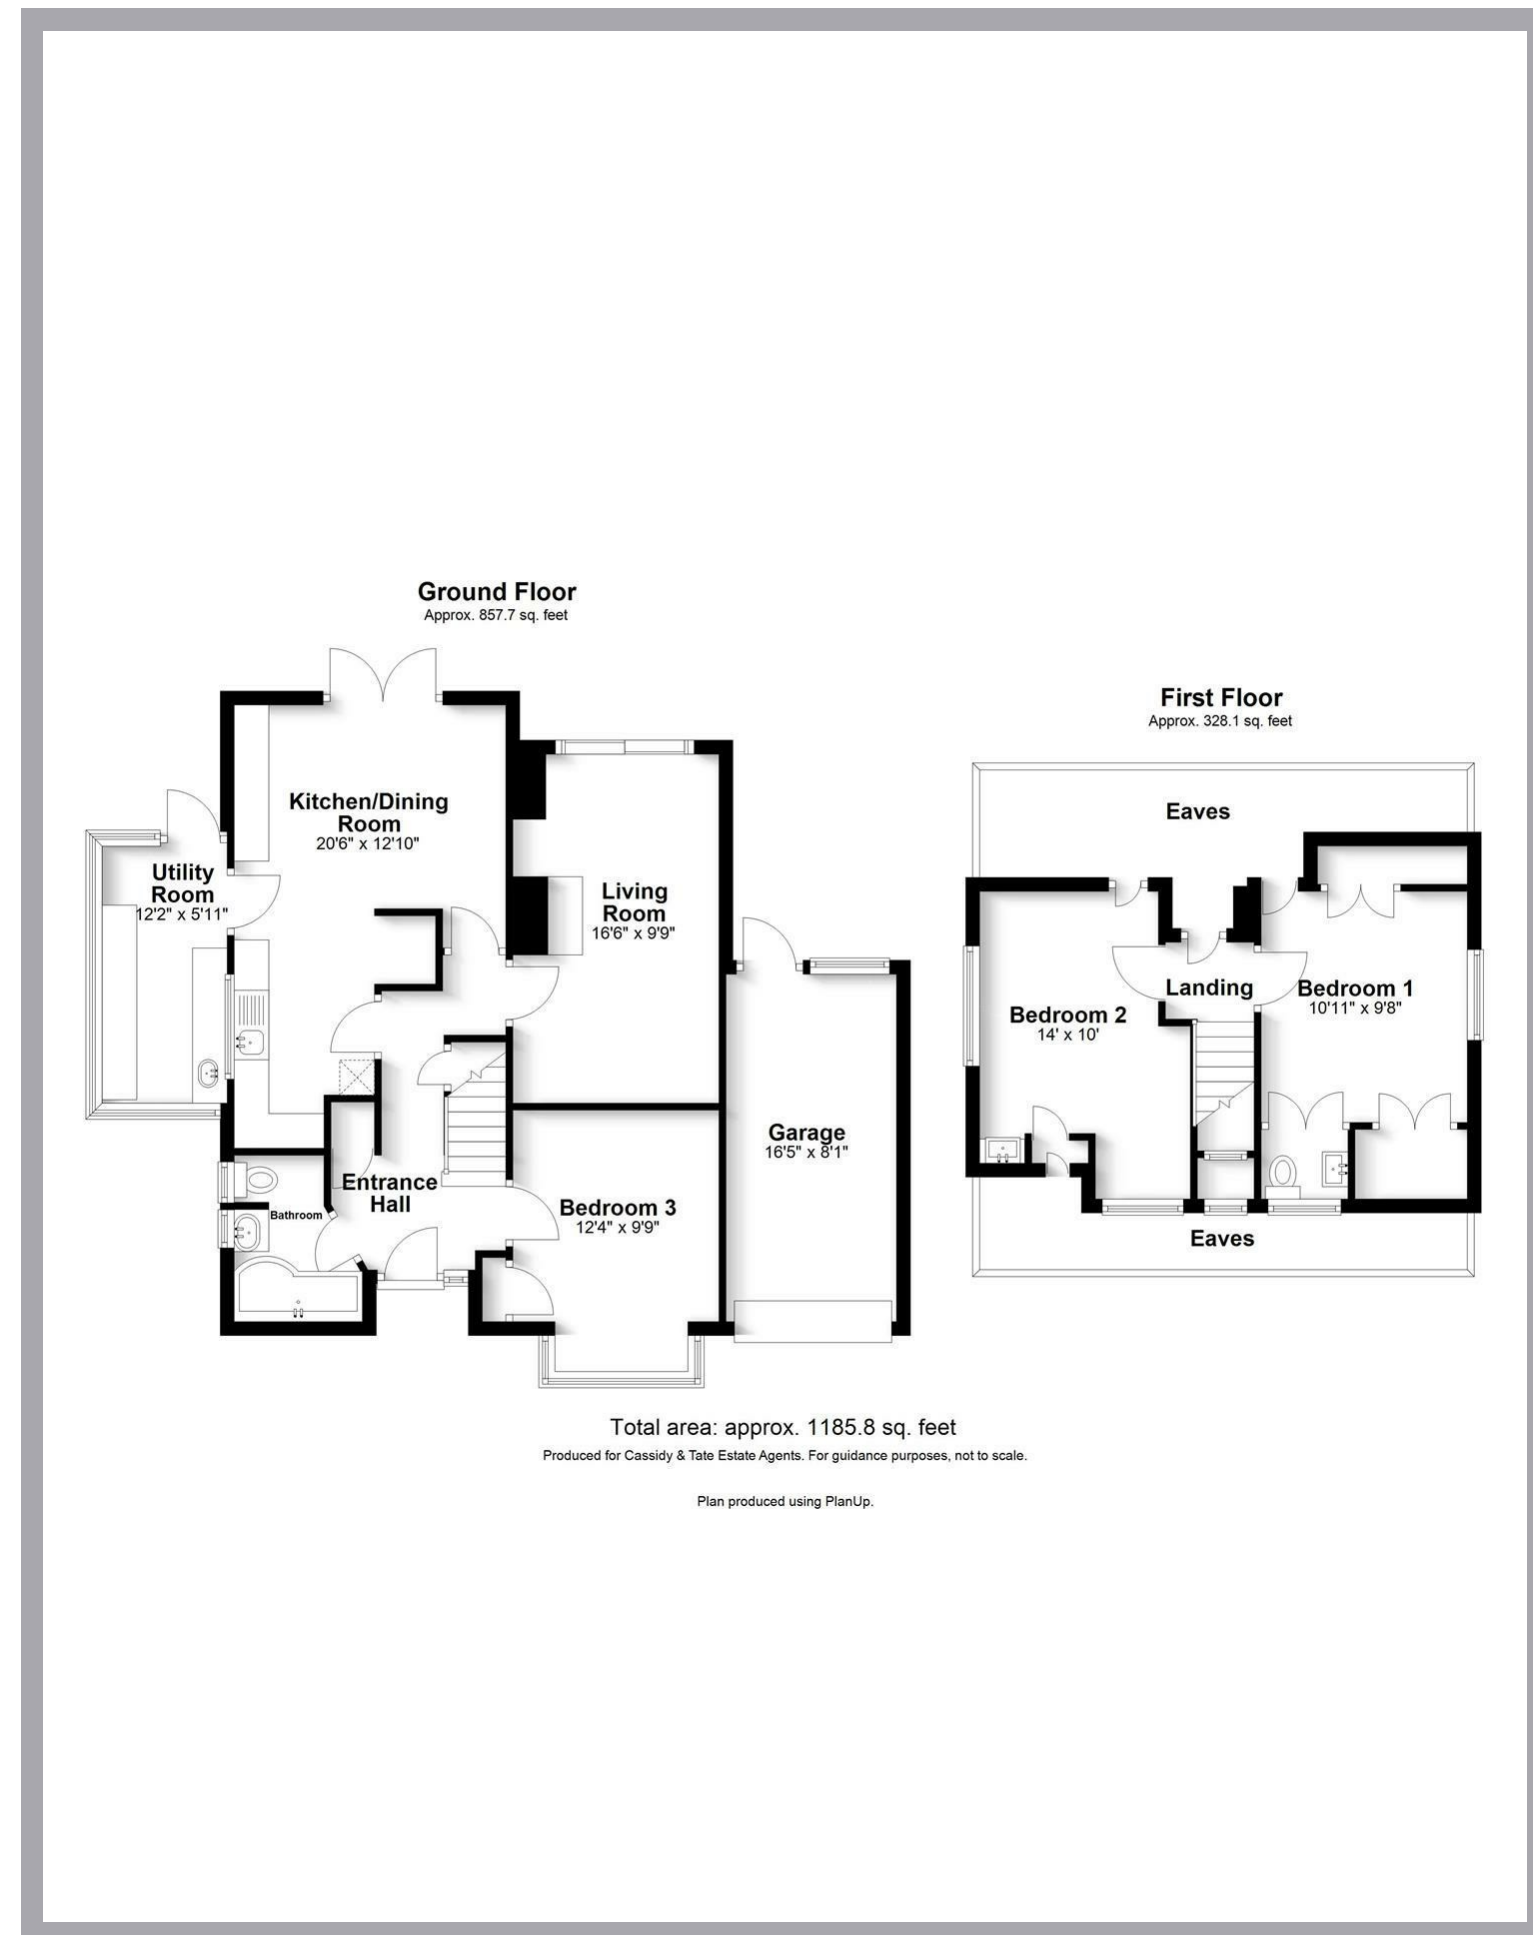 Ground Floor
Approx. 857.7 sq. feet
Kitchen/Dining
Room
20'6" x 12'10"
Utility
Room
12'2" x 5'11"
Living
Room
16'6" x 9'9"
Garage
16'5" x 8'1"
Entrance
Hall
Bathroom
Bedroom 3
12'4" x 9'9"
First Floor
Approx. 328.1 sq. feet
Eaves
Landing
Bedroom 1
10'11" x 9'8"
Bedroom 2
14' x 10'
Eaves
Total area: approx. 1185.8 sq. feet
Produced for Cassidy & Tate Estate Agents. For guidance purposes, not to scale.
Plan produced using PlanUp.